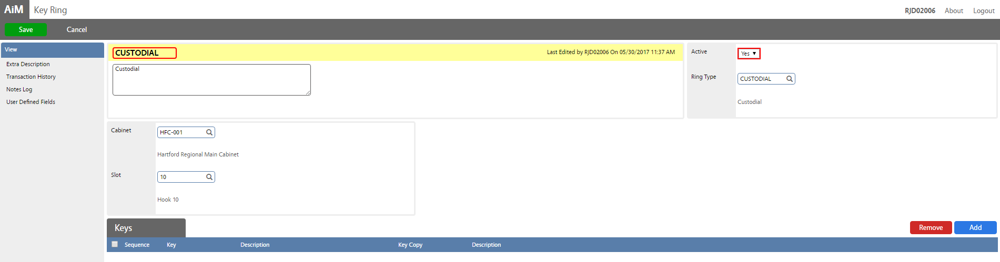 AiM Key Ring RJD02006 About Logout
Save Cancel
View
Extra Description
Transaction History
Notes Log
User Defined Fields
CUSTODIAL Last Edited by RJD02006 On 05/30/2017 11:37 AM
Custodial
Active Yes
Ring Type CUSTODIAL
Custodial
Cabinet HFC-001
Hartford Regional Main Cabinet
Slot 10
Hook 10
Keys Remove Add
Sequence Key Description Key Copy Description